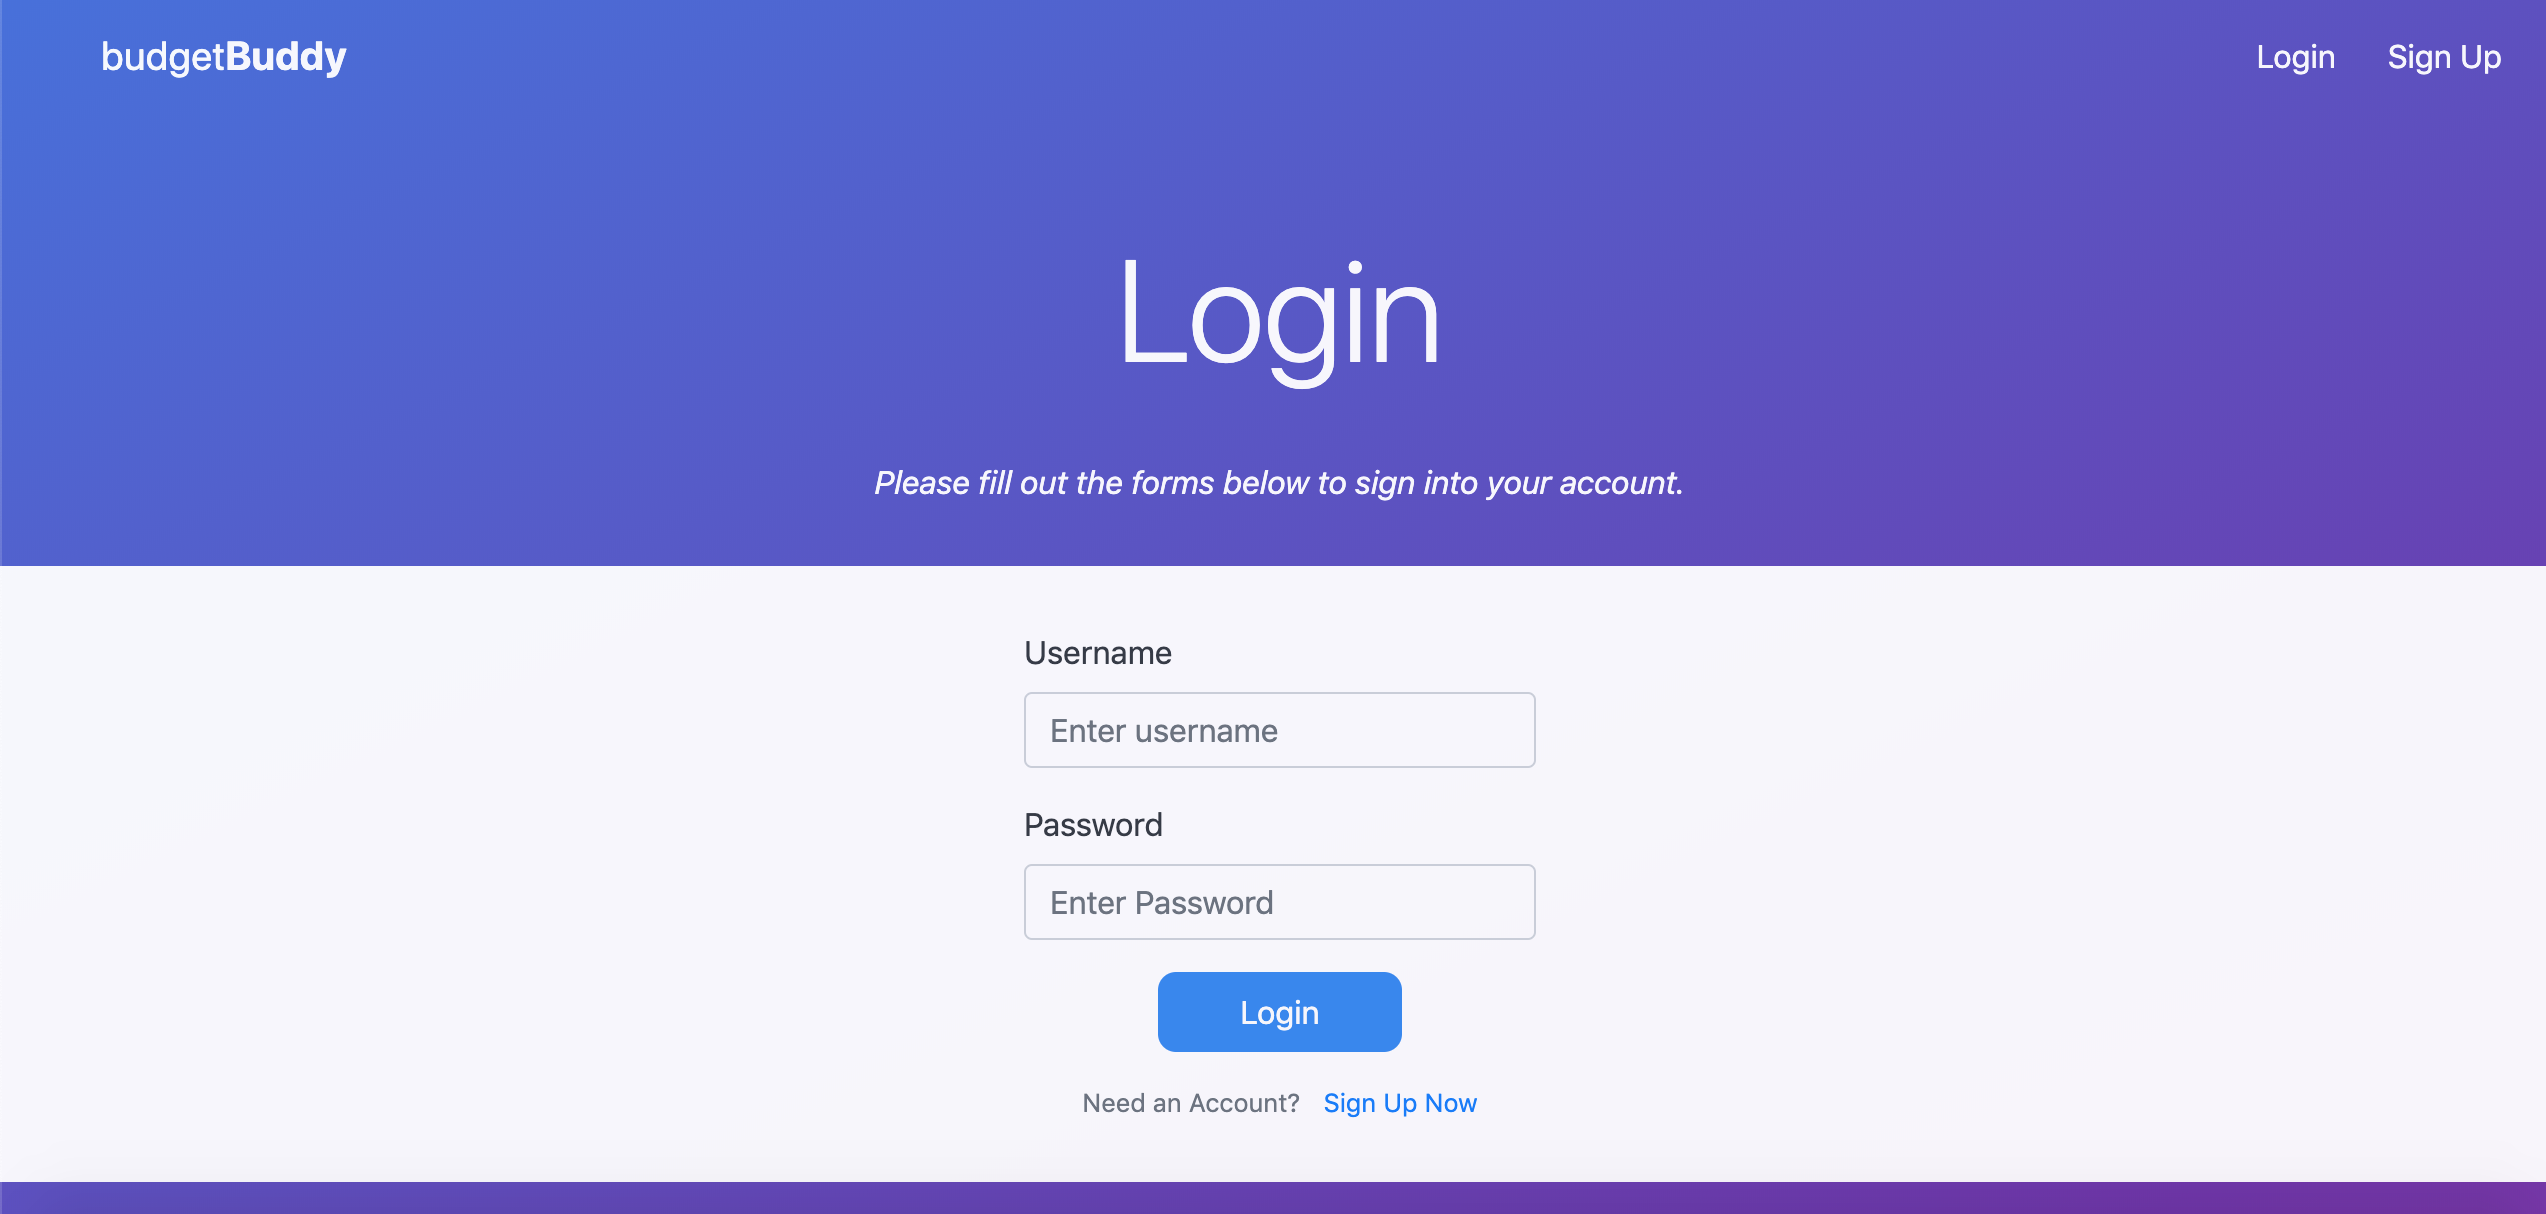 budgetBuddy
Login Sign Up
Login
Please fill out the forms below to sign into your account.
Username
Enter username
Password
Enter Password
Login
Need an Account? Sign Up Now